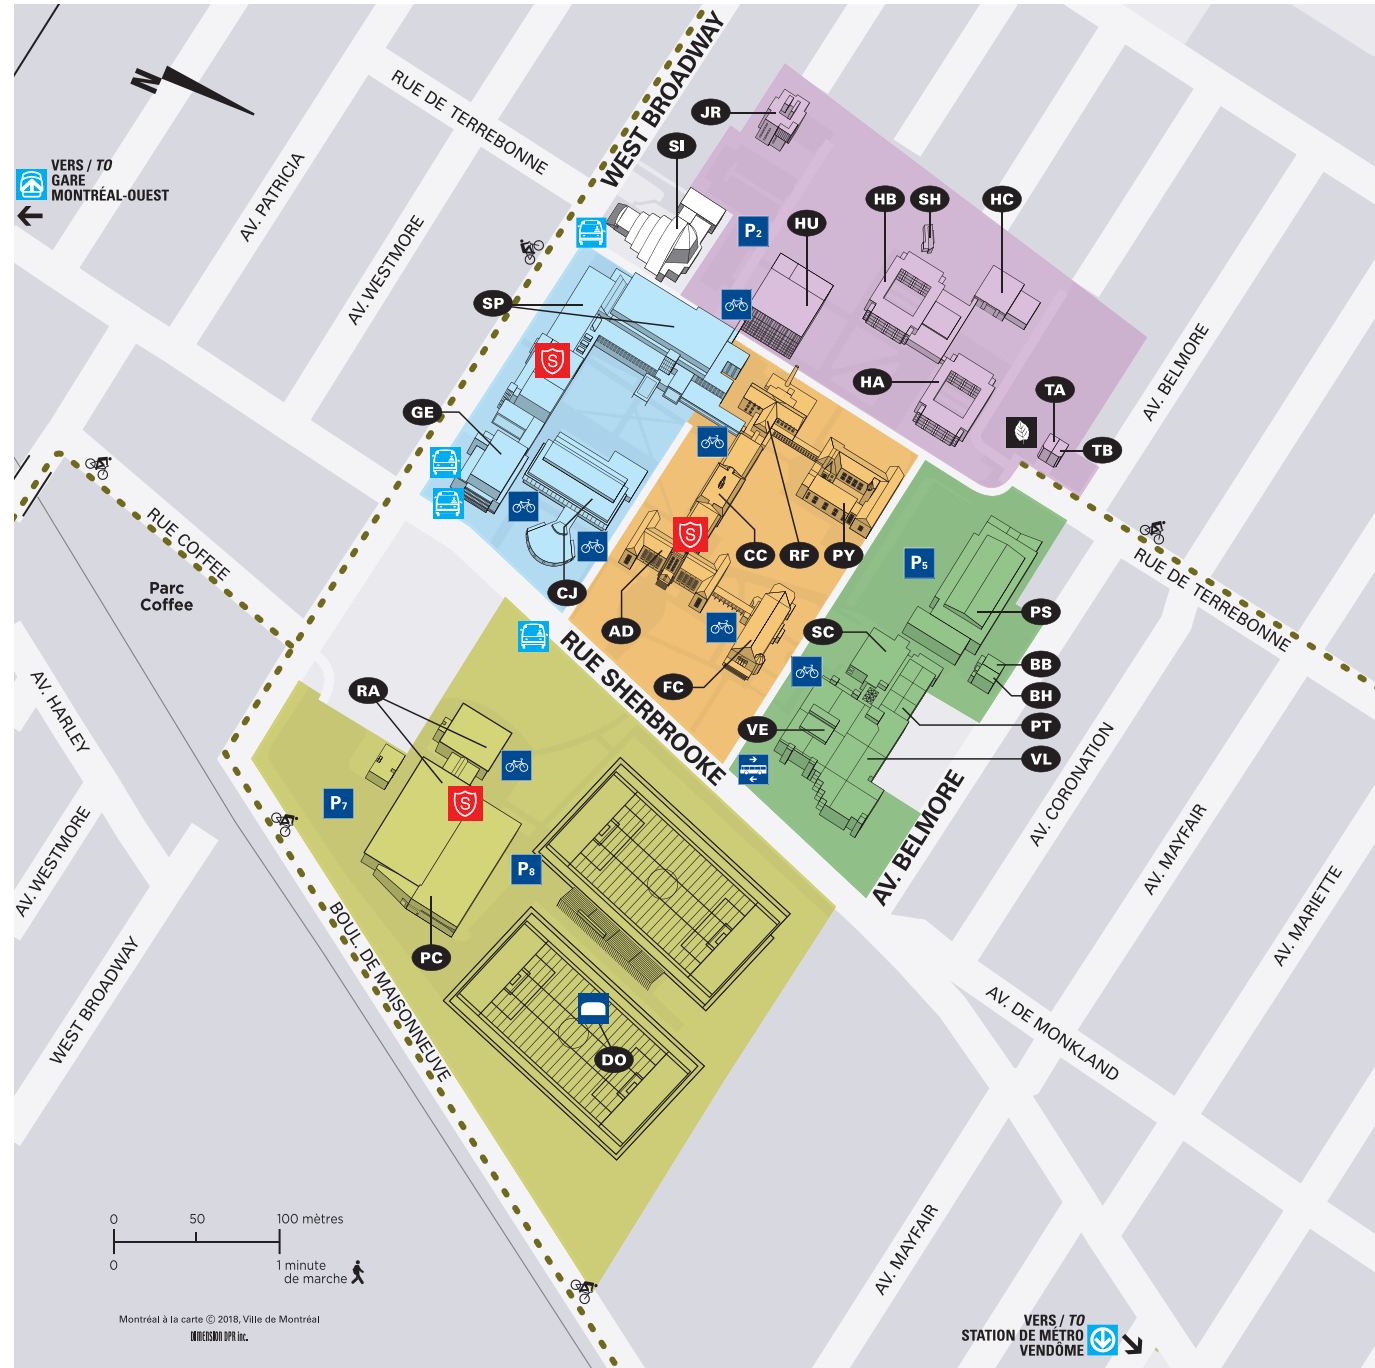 WEST BROADWAY
N
RUE DE TERREBONNE
JR
SI
VERS / TO
GARE
MONTRÉAL-OUEST
AV. PATRICIA
AV. WESTMORE
HB
SH
HC
P2
HU
SP
S
HA
TA
AV. BELMORE
GE
TB
RUE COFFEE
Parc
Coffee
CC
RF
PY
S
P5
RUE DE TERREBONNE
CJ
AD
SC
PS
RUE SHERBROOKE
BB
BH
FC
RA
VE
PT
VL
AV. HARLEY
AV. WESTMORE
P7
S
AV. BELMORE
AV. CORONATION
AV. MAYFAIR
AV. MARIETTE
P8
PC
BOUL. DE MAISONNEUVE
WEST BROADWAY
DO
AV. DE MONKLAND
AV. MAYFAIR
0 50 100 mètres
0 1 minute
de marche
Montréal à la carte © 2018, Ville de Montréal
DIMENSION DPR inc.
VERS / TO
STATION DE MÉTRO
VENDÔME